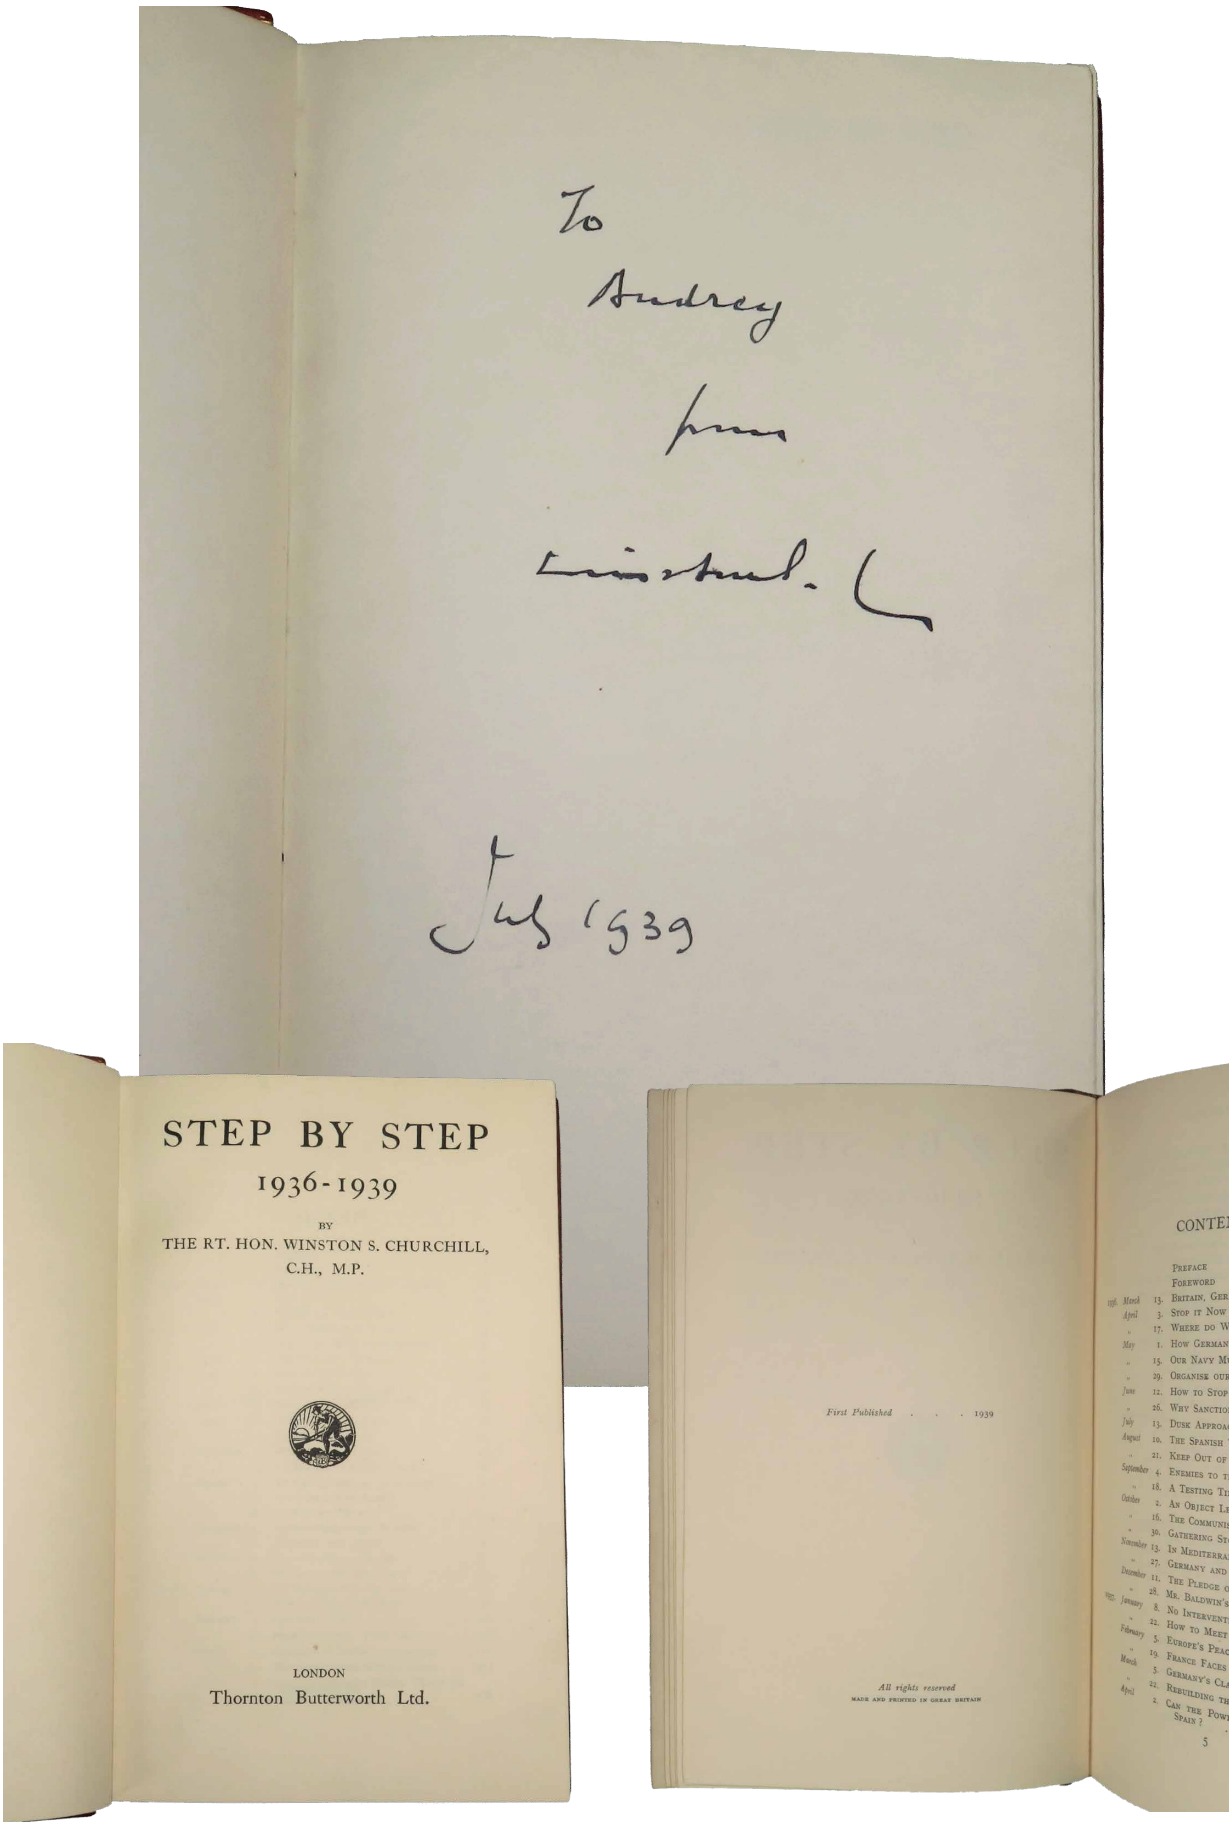 To
Audrey
from
Winston S. C
July 1939
STEP BY STEP
1936-1939
BY
THE RT. HON. WINSTON S. CHURCHILL,
C.H., M.P.
LONDON
Thornton Butterworth Ltd.
First Published . . . 1939
All rights reserved
MADE AND PRINTED IN GREAT BRITAIN
CONTE
PREFACE
FOREWORD
1936 March 13. BRITAIN, GER
April 3. STOP IT NOW
„ 17. WHERE DO W
May 1. HOW GERMAN
„ 15. OUR NAVY M
„ 29. ORGANISE OUR
June 12. HOW TO STOP
„ 26. WHY SANCTIO
July 13. DUSK APPROA
August 10. THE SPANISH
„ 21. KEEP OUT OF
September 4. ENEMIES TO T
„ 18. A TESTING TI
October 2. AN OBJECT LE
„ 16. THE COMMUNI
„ 30. GATHERING STO
November 13. IN MEDITERRA
„ 27. GERMANY AND
December 11. THE PLEDGE O
„ 28. MR. BALDWIN'S
1937 January 8. NO INTERVENT
„ 22. HOW TO MEET
February 5. EUROPE'S PEAC
„ 19. FRANCE FACES
March 5. GERMANY'S CLA
„ 22. REBUILDING TH
April 2. CAN THE POW
SPAIN ?
5